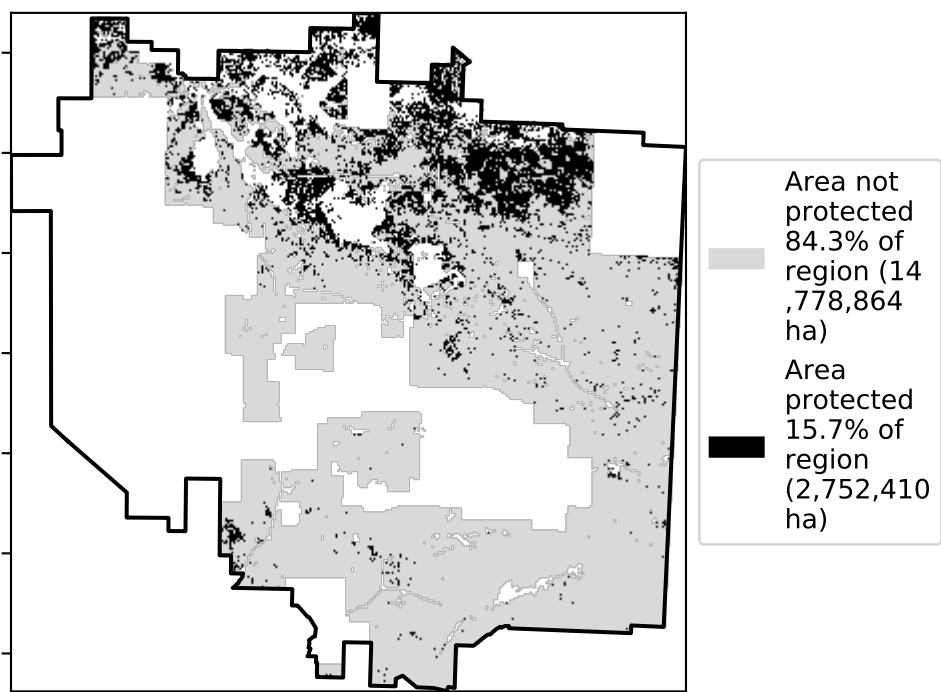 Area not
protected
84.3% of
region (14
,778,864
ha)
Area
protected
15.7% of
region
(2,752,410
ha)